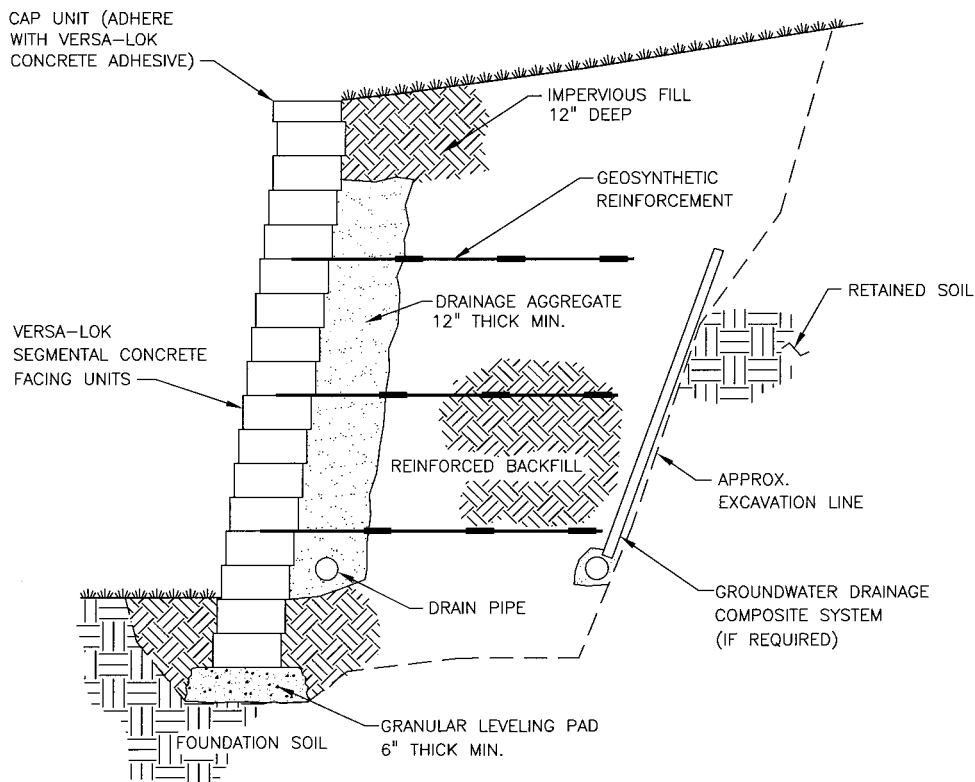 CAP UNIT (ADHERE
WITH VERSA-LOK
CONCRETE ADHESIVE)
IMPERVIOUS FILL
12" DEEP
GEOSYNTHETIC
REINFORCEMENT
RETAINED SOIL
DRAINAGE AGGREGATE
12" THICK MIN.
VERSA-LOK
SEGMENTAL CONCRETE
FACING UNITS
REINFORCED BACKFILL
APPROX.
EXCAVATION LINE
DRAIN PIPE
GROUNDWATER DRAINAGE
COMPOSITE SYSTEM
(IF REQUIRED)
GRANULAR LEVELING PAD
6" THICK MIN.
FOUNDATION SOIL